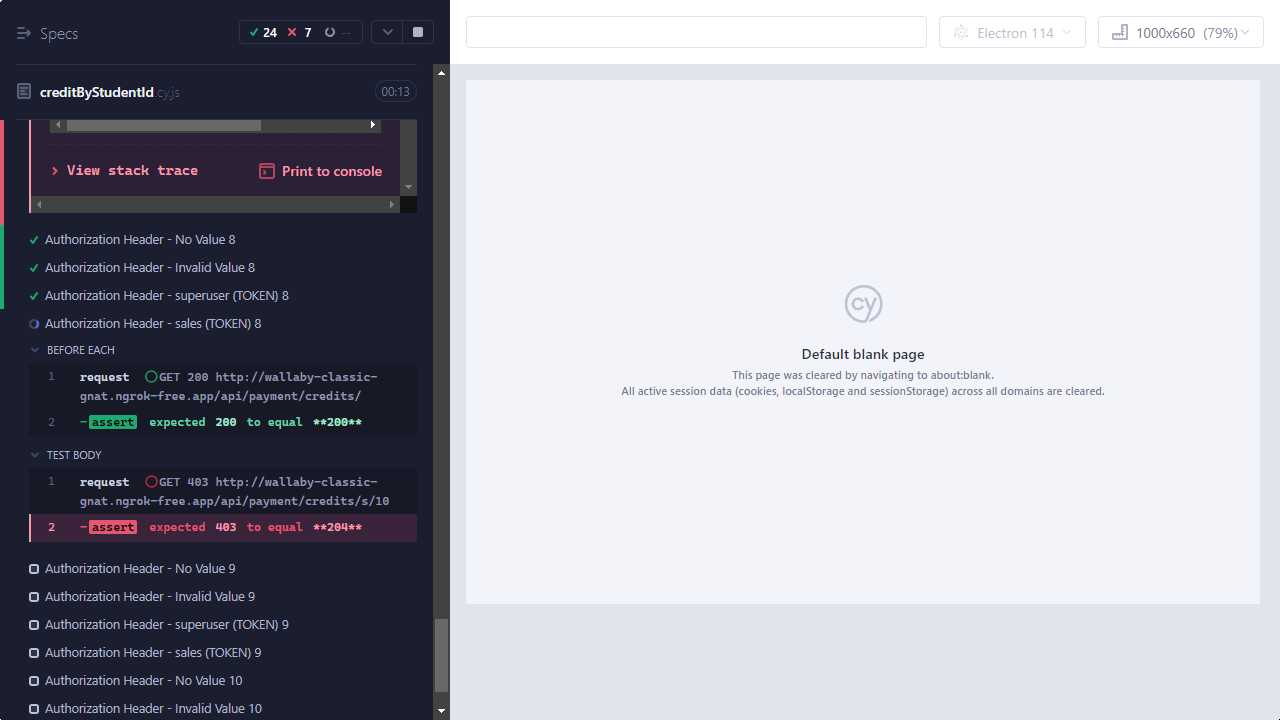 Specs
24 7 --
creditByStudentId.cy.js
00:13
View stack trace
Print to console
Authorization Header - No Value 8
Authorization Header - Invalid Value 8
Authorization Header - superuser (TOKEN) 8
Authorization Header - sales (TOKEN) 8
BEFORE EACH
1 request GET 200 http://wallaby-classic-
gnat.ngrok-free.app/api/payment/credits/
2 -assert expected 200 to equal **200**
TEST BODY
1 request GET 403 http://wallaby-classic-
gnat.ngrok-free.app/api/payment/credits/s/10
2 -assert expected 403 to equal **204**
Authorization Header - No Value 9
Authorization Header - Invalid Value 9
Authorization Header - superuser (TOKEN) 9
Authorization Header - sales (TOKEN) 9
Authorization Header - No Value 10
Authorization Header - Invalid Value 10
Electron 114
1000x660 (79%)
cy
Default blank page
This page was cleared by navigating to about:blank.
All active session data (cookies, localStorage and sessionStorage) across all domains are cleared.